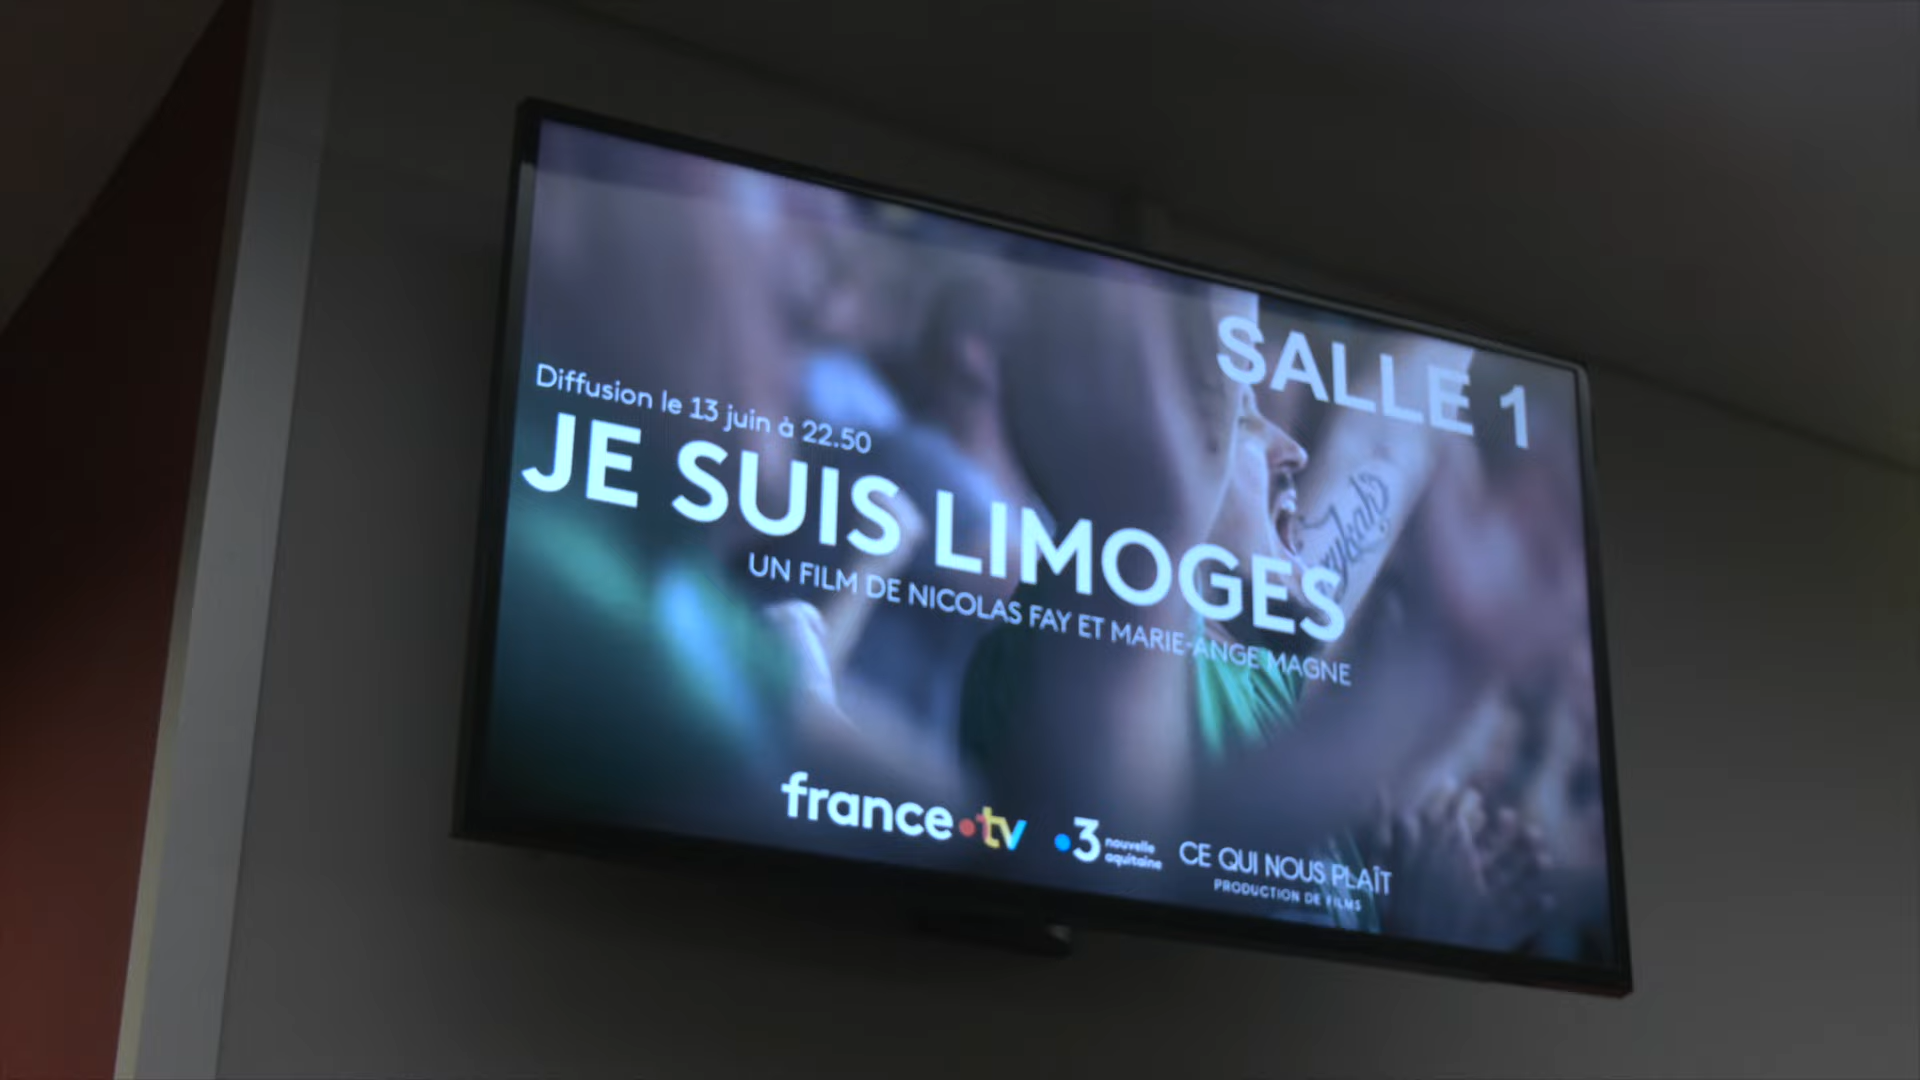 SALLE 1
Diffusion le 13 juin à 22.50
JE SUIS LIMOGES
UN FILM DE NICOLAS FAY ET MARIE-ANGE MAGNE
france•tv
•3 nouvelle aquitaine
CE QUI NOUS PLAÎT
PRODUCTION DE FILMS